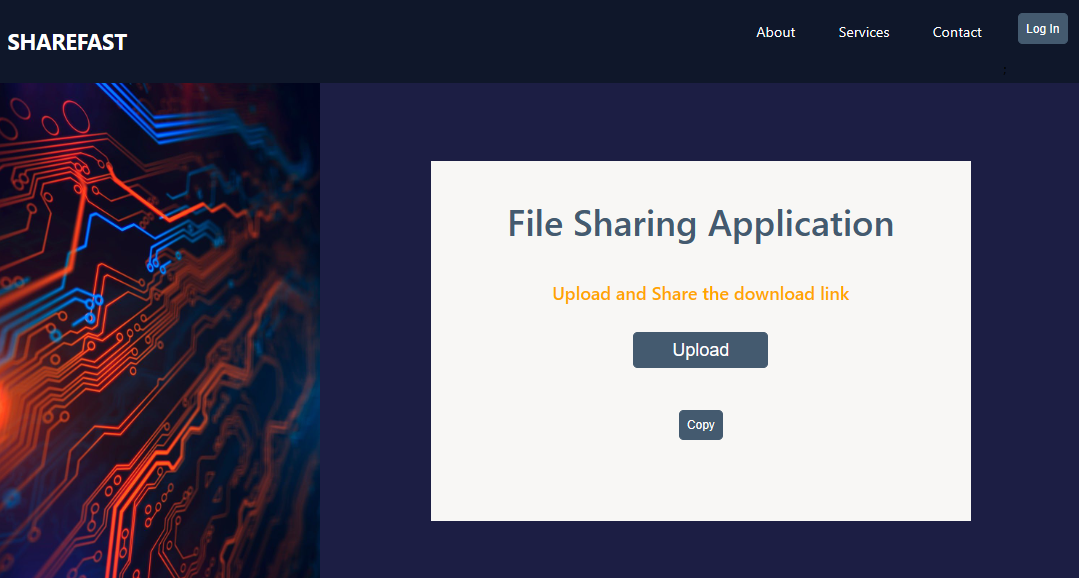 SHAREFAST
About
Services
Contact
Log In
:
File Sharing Application
Upload and Share the download link
Upload
Copy